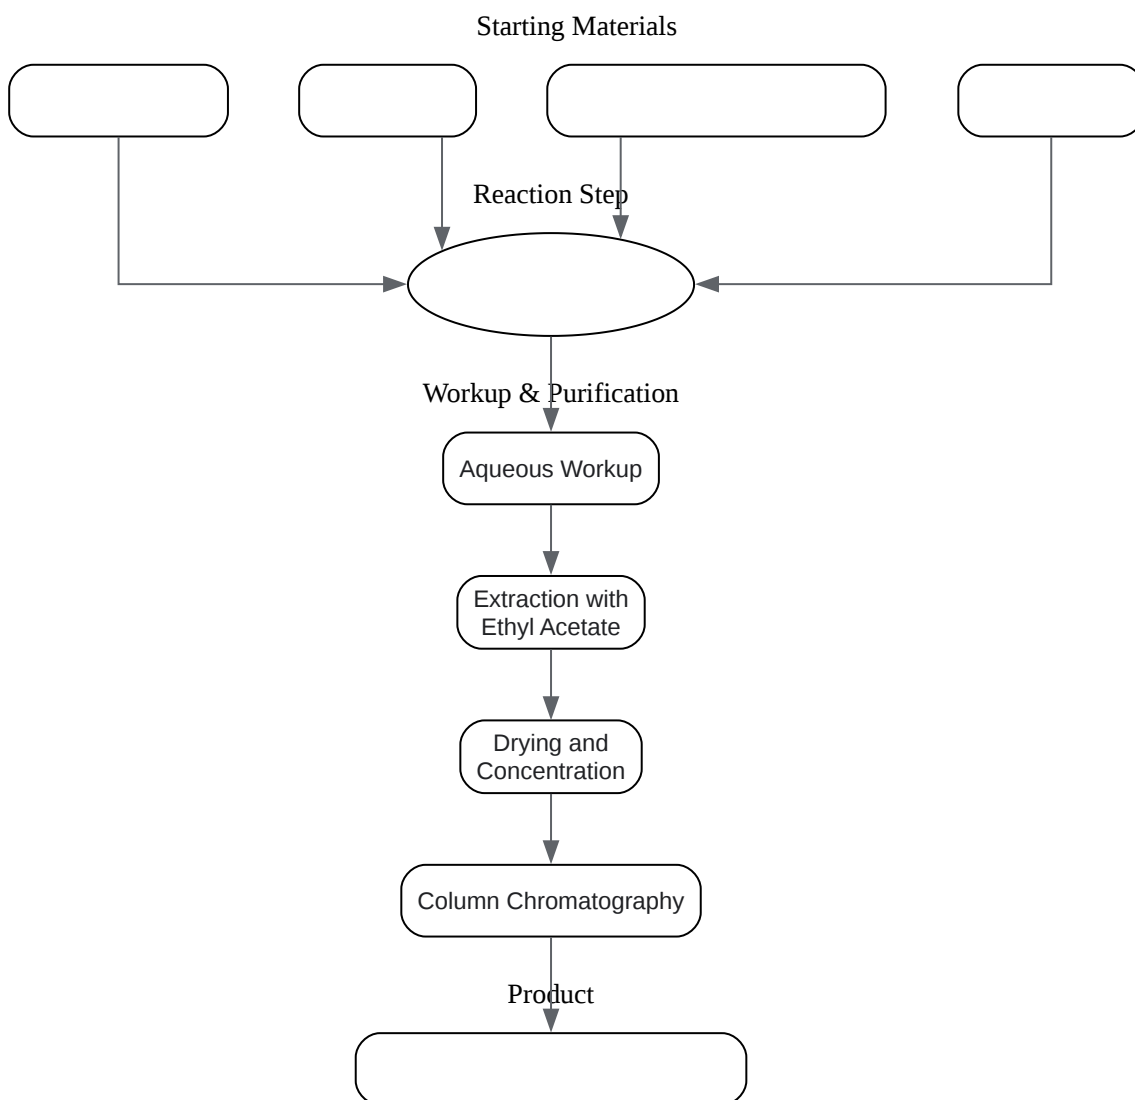 Starting Materials
Reaction Step
Workup & Purification
Aqueous Workup
Extraction with
Ethyl Acetate
Drying and
Concentration
Column Chromatography
Product